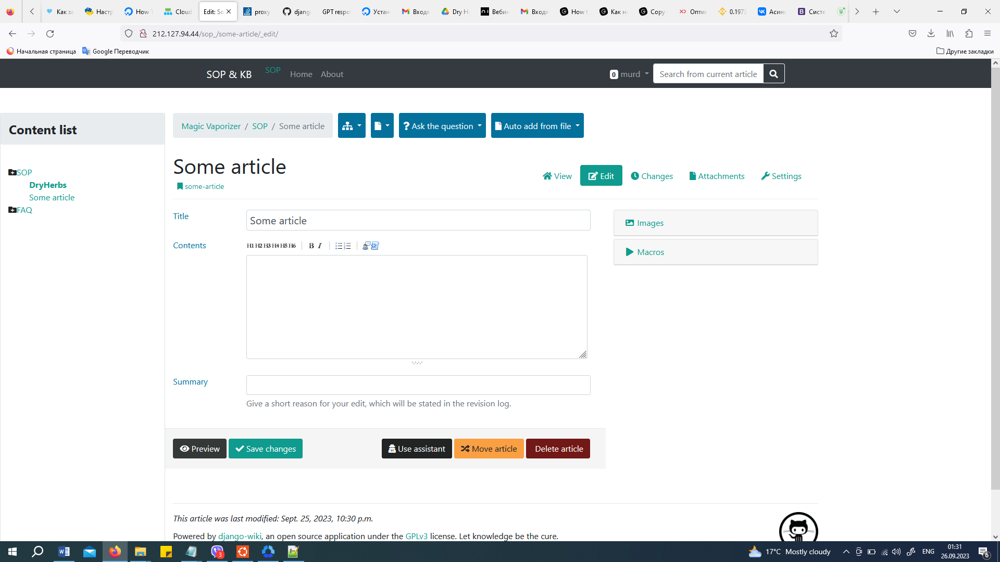 Как за
Настр
How T
Cloud
Edit: So
proxy
djang
GPT respo
Устан
Входя
Dry H
Вебин
Входя
How t
Как на
Copy
Опти
0.1973
Асинх
Систе
212.127.94.44/sop_/some-article/_edit/
Начальная страница
Google Переводчик
Другие закладки
SOP & KB
SOP
Home
About
0 murd
Search from current article
Content list
SOP
DryHerbs
Some article
FAQ
Magic Vaporizer / SOP / Some article
? Ask the question
Auto add from file
Some article
some-article
View
Edit
Changes
Attachments
Settings
Title
Some article
Contents
H1 H2 H3 H4 H5 H6
B I
Images
Macros
Summary
Give a short reason for your edit, which will be stated in the revision log.
Preview
Save changes
Use assistant
Move article
Delete article
This article was last modified: Sept. 25, 2023, 10:30 p.m.
Powered by django-wiki, an open source application under the GPLv3 license. Let knowledge be the cure.
3
17°C Mostly cloudy
ENG
01:31
26.09.2023
6